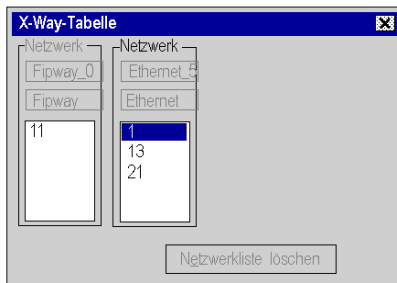 X-Way-Tabelle
Netzwerk
Netzwerk
Fipway_0
Ethernet_5
Fipway
Ethernet
11
1
13
21
Netzwerkliste löschen